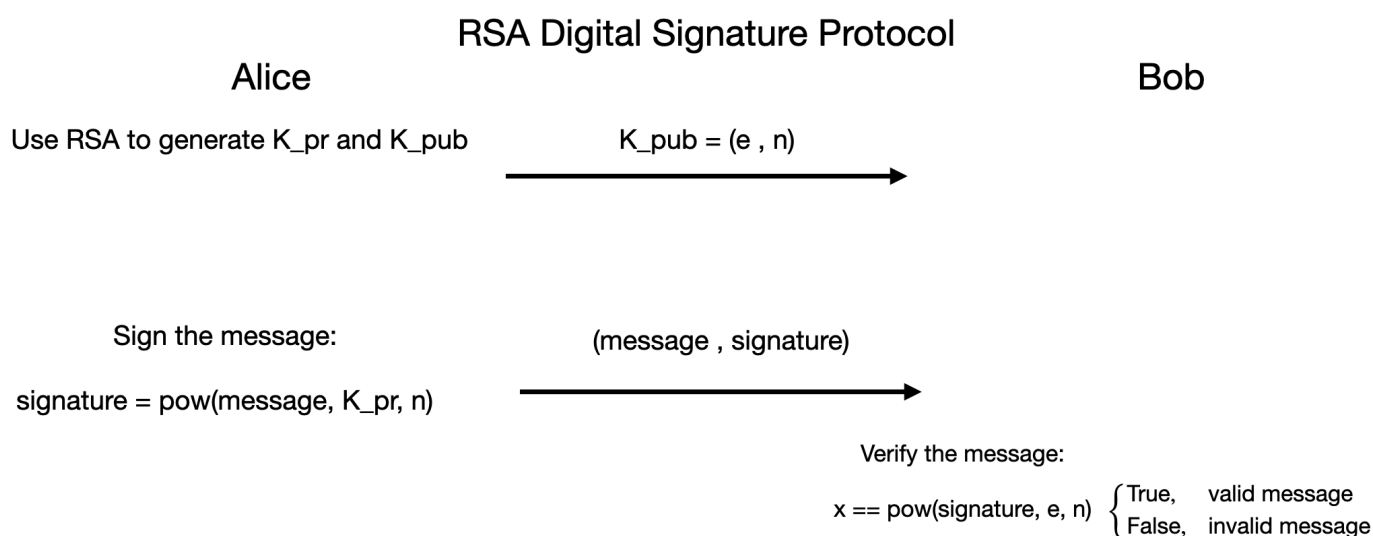 RSA Digital Signature Protocol
Alice
Bob
Use RSA to generate K_pr and K_pub
K_pub = (e , n)
Sign the message:
(message , signature)
signature = pow(message, K_pr, n)
Verify the message:
x == pow(signature, e, n)
True, valid message
False, invalid message